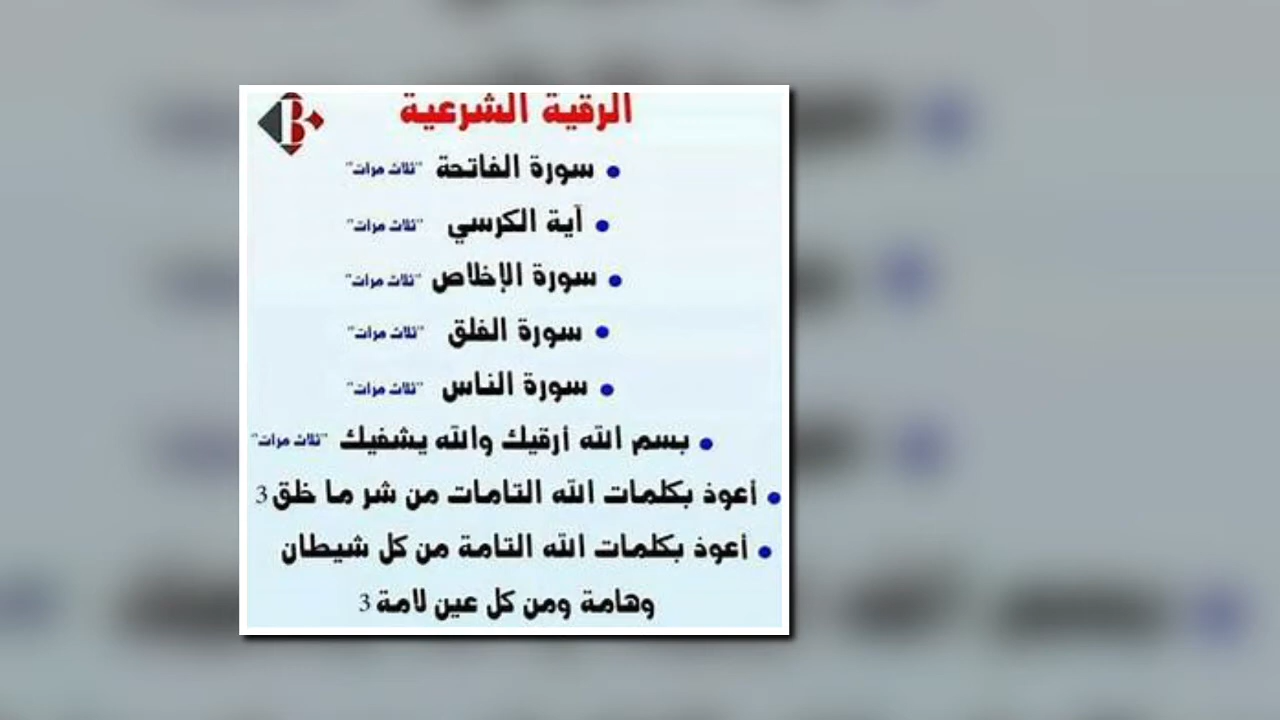 الرقية الشرعية
B
• سورة الفاتحة "ثلاث مرات"
• آية الكرسي "ثلاث مرات"
• سورة الإخلاص "ثلاث مرات"
• سورة الفلق "ثلاث مرات"
• سورة الناس "ثلاث مرات"
• بسم الله أرقيك والله يشفيك "ثلاث مرات"
• أعوذ بكلمات الله التامات من شر ما خلق 3
• أعوذ بكلمات الله التامة من كل شيطان
وهامة ومن كل عين لامة 3